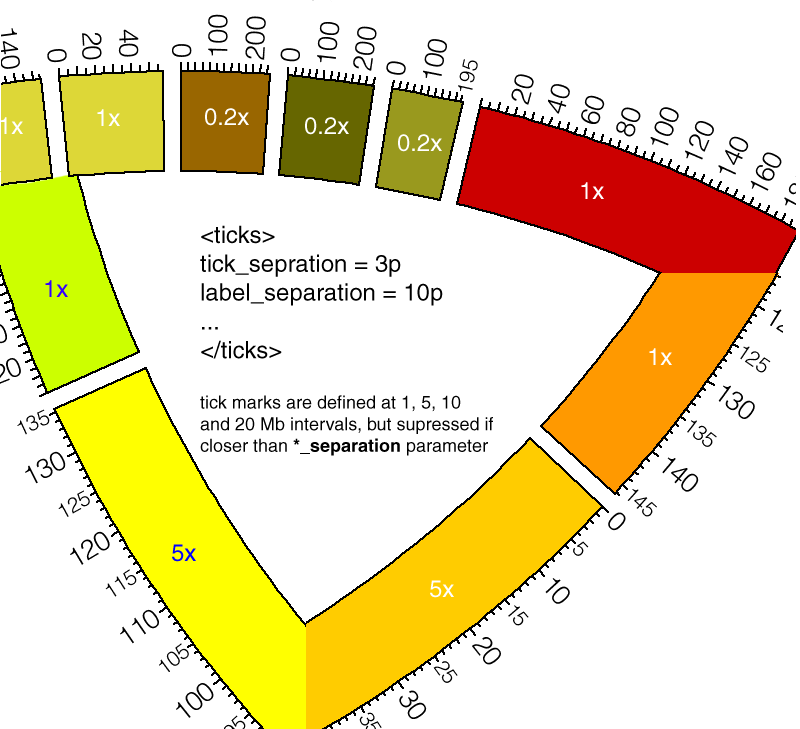 140
0
20
40
0
100
200
0
100
200
0
100
195
20
40
60
80
100
120
140
160
1x
1x
0.2x
0.2x
0.2x
1x
<ticks>
tick_sepration = 3p
label_separation = 10p
...
</ticks>
tick marks are defined at 1, 5, 10
and 20 Mb intervals, but supressed if
closer than *_separation parameter
1x
20
1x
125
130
135
140
145
135
130
125
120
115
110
105
100
95
5x
5x
0
5
10
15
20
25
30
35